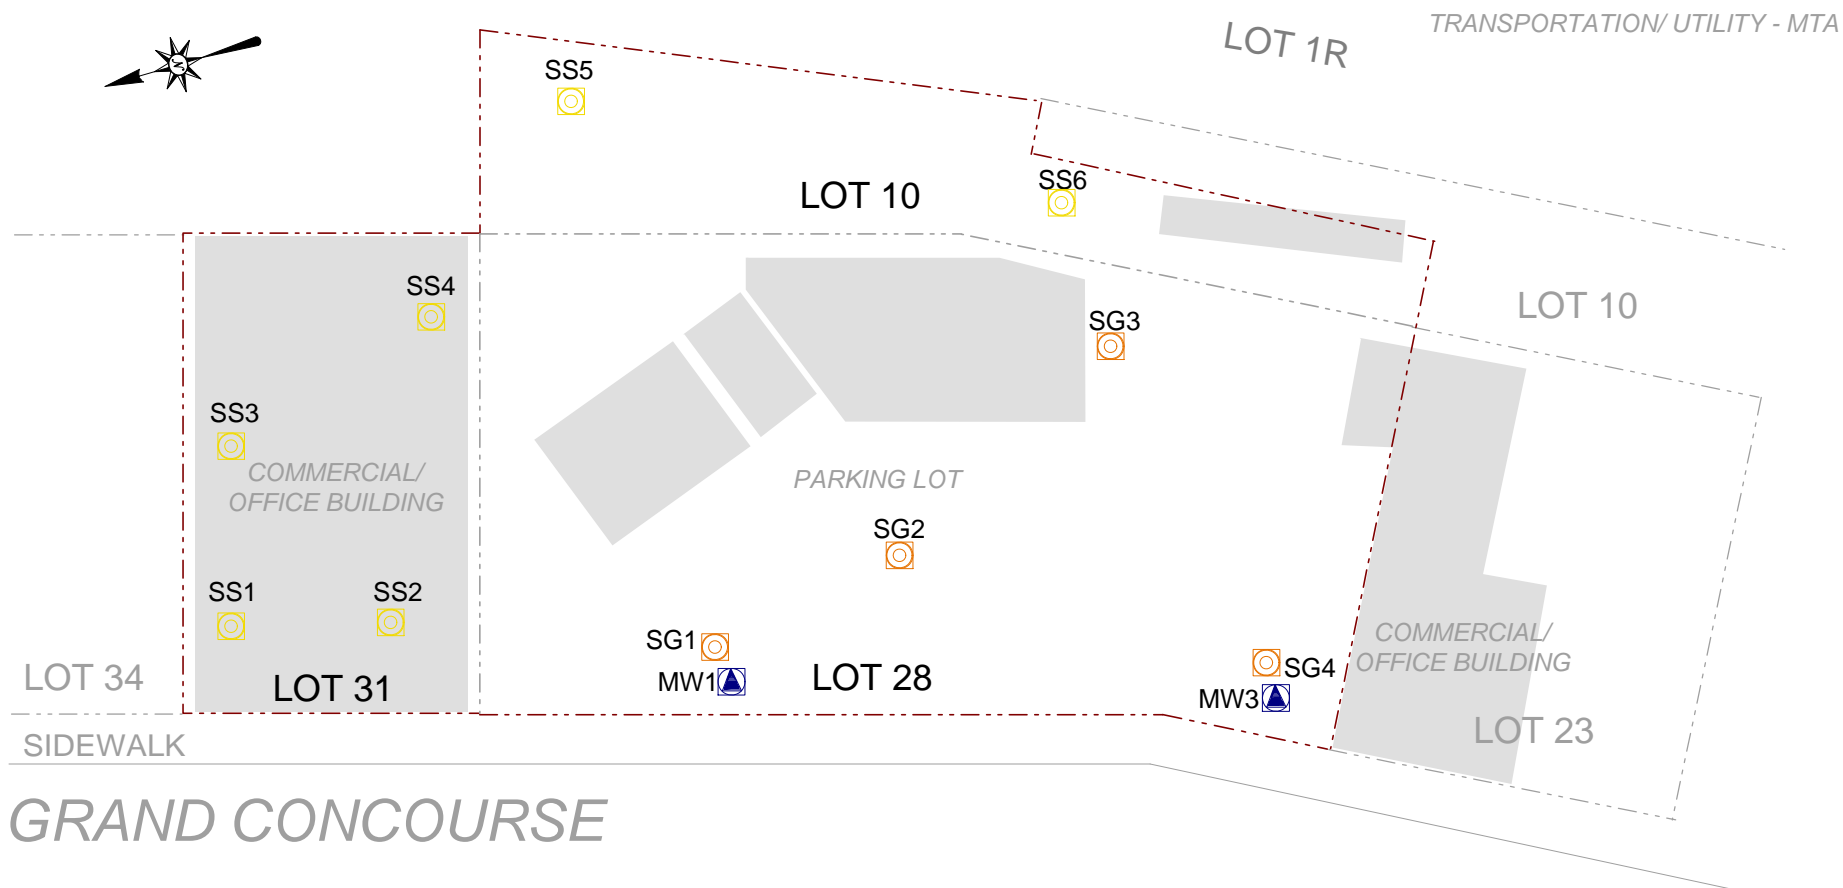 TRANSPORTATION/ UTILITY - MTA
LOT 1R
SS5
SS6
LOT 10
SS4
LOT 10
SG3
SS3
COMMERCIAL/
OFFICE BUILDING
PARKING LOT
SG2
SS1
SS2
SG1
COMMERCIAL/
OFFICE BUILDING
SG4
MW1
LOT 28
MW3
LOT 34
LOT 31
LOT 23
SIDEWALK
GRAND CONCOURSE